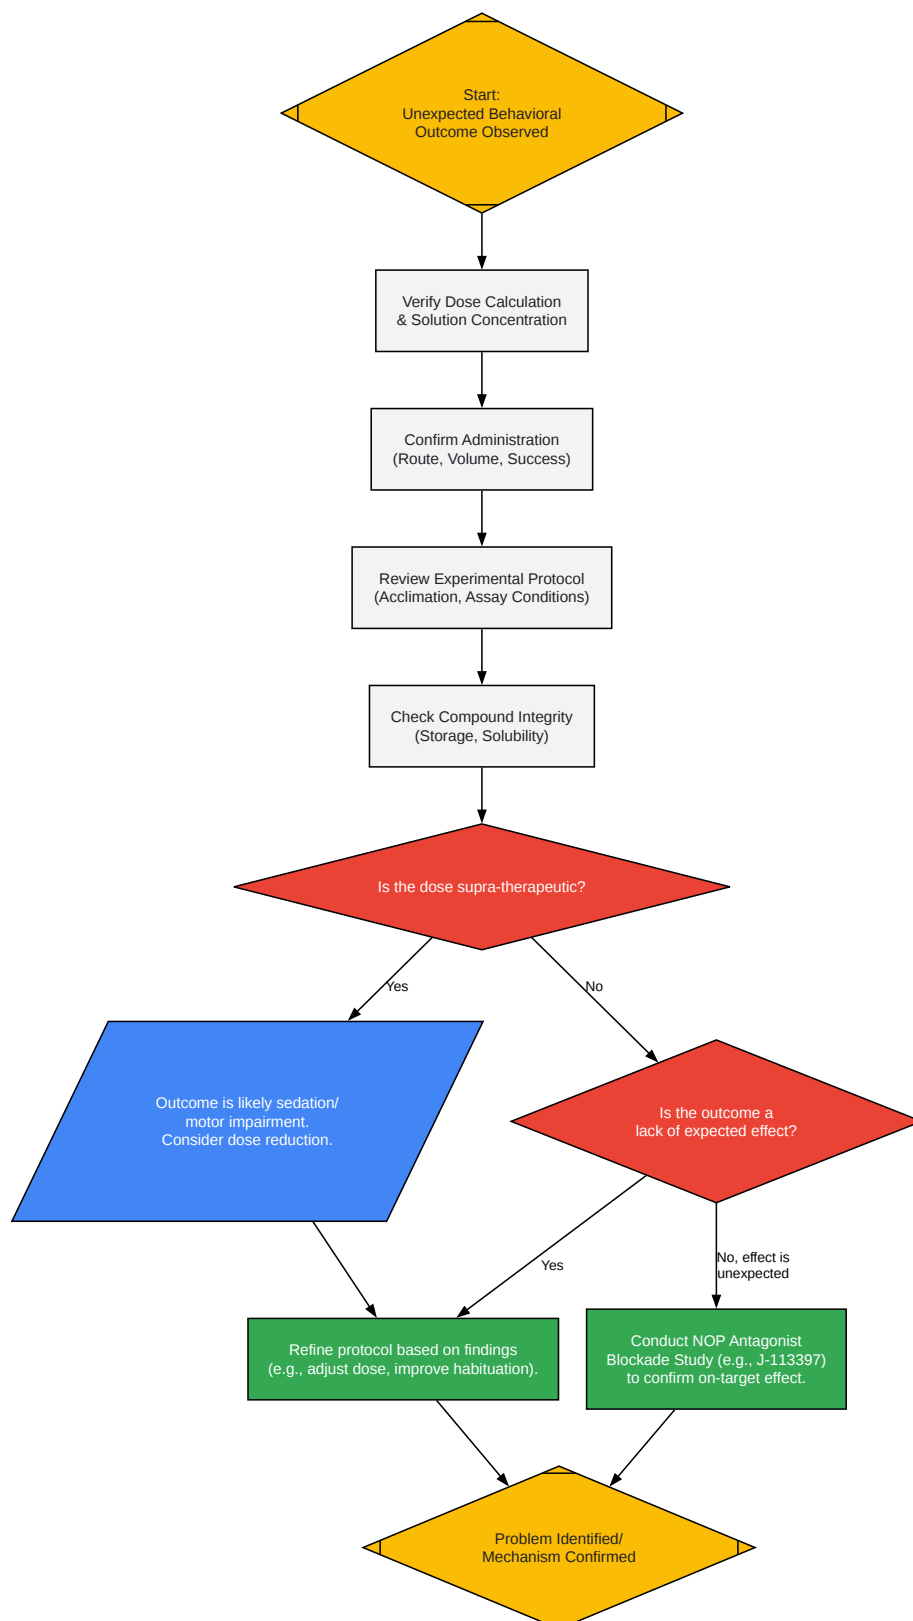 Start:
Unexpected Behavioral
Outcome Observed
Verify Dose Calculation
& Solution Concentration
Confirm Administration
(Route, Volume, Success)
Review Experimental Protocol
(Acclimation, Assay Conditions)
Check Compound Integrity
(Storage, Solubility)
Is the dose supra-therapeutic?
Yes
No
Outcome is likely sedation/
motor impairment.
Consider dose reduction.
Is the outcome a
lack of expected effect?
Yes
No, effect is
unexpected
Refine protocol based on findings
(e.g., adjust dose, improve habituation).
Conduct NOP Antagonist
Blockade Study (e.g., J-113397)
to confirm on-target effect.
Problem Identified/
Mechanism Confirmed